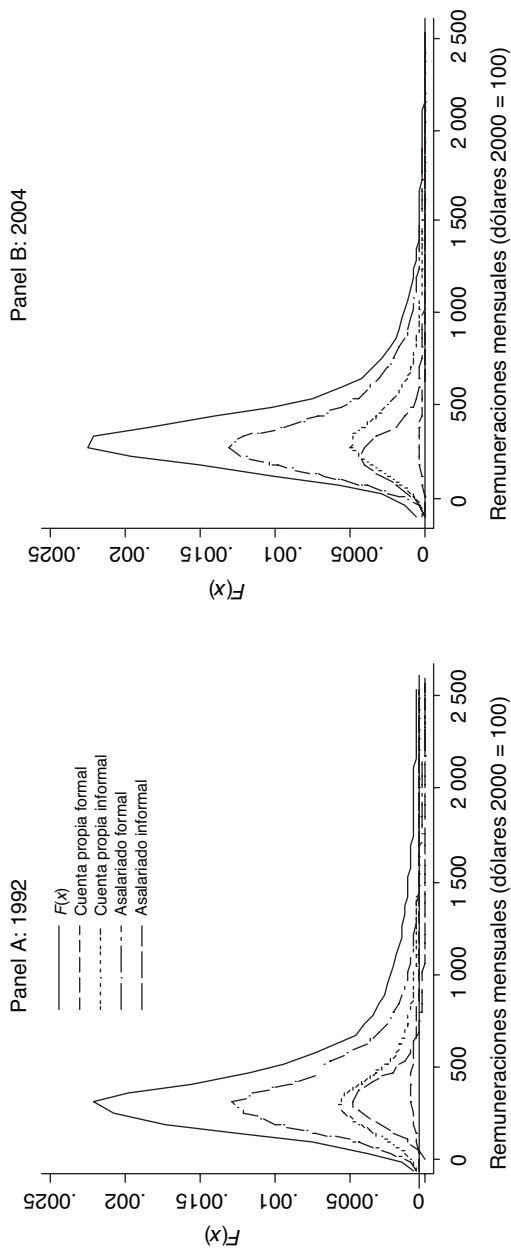 Panel A: 1992
F(x)
Cuenta propia formal
Cuenta propia informal
Asalariado formal
Asalariado informal
F(x)
.0025
.002
.0015
.001
.0005
0
0
500
1 000
1 500
2 000
2 500
Remuneraciones mensuales (dólares 2000 = 100)
Panel B: 2004
F(x)
.0025
.002
.0015
.001
.0005
0
0
500
1 000
1 500
2 000
2 500
Remuneraciones mensuales (dólares 2000 = 100)